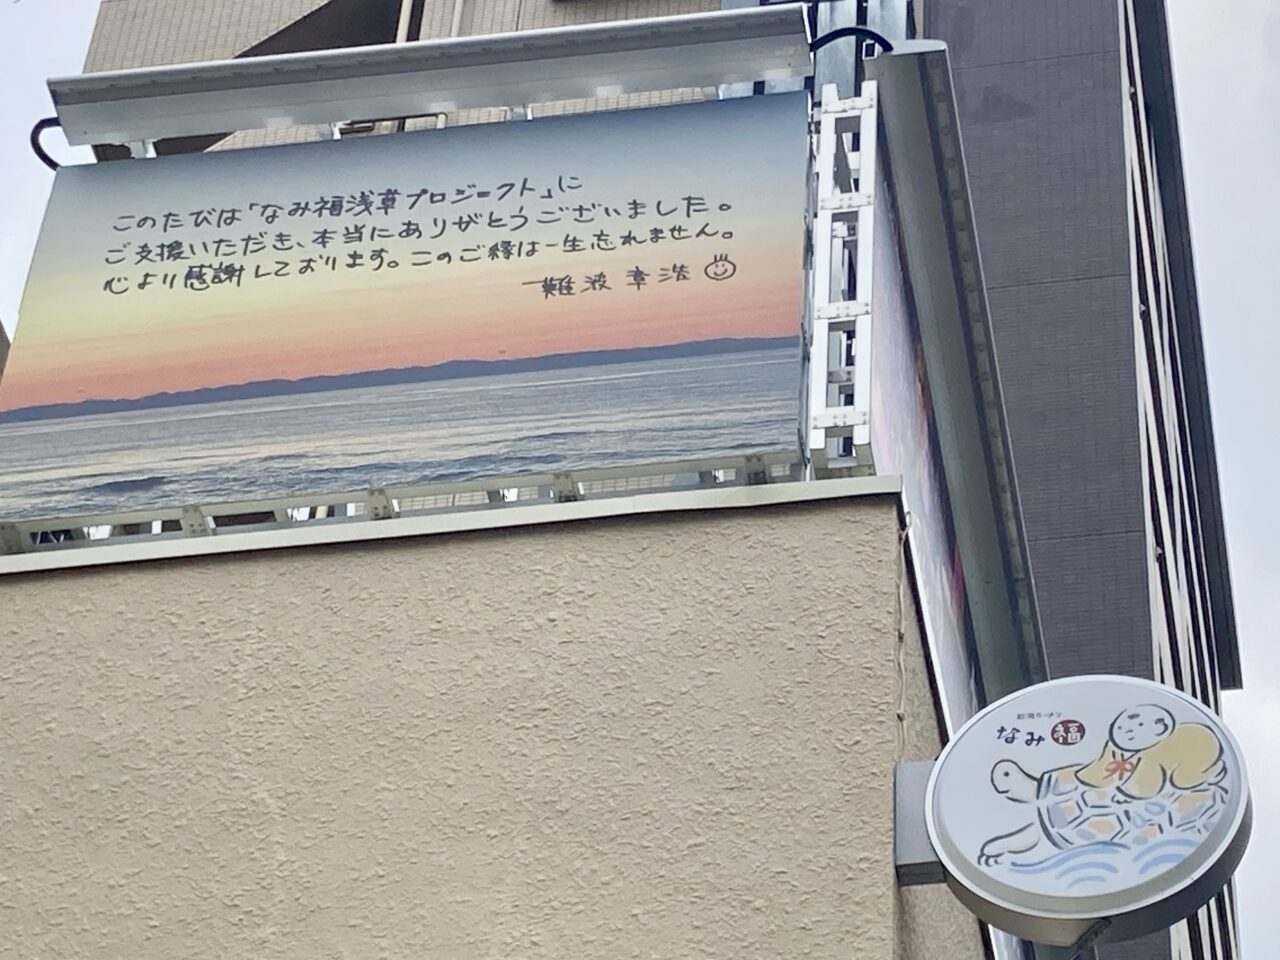 このたびは「なみ福浅草プロジェクト」に
ご支援いただき、本当にありがとうございました。
心より感謝しております。このご縁は一生忘れません。
難波章浩
なみ福